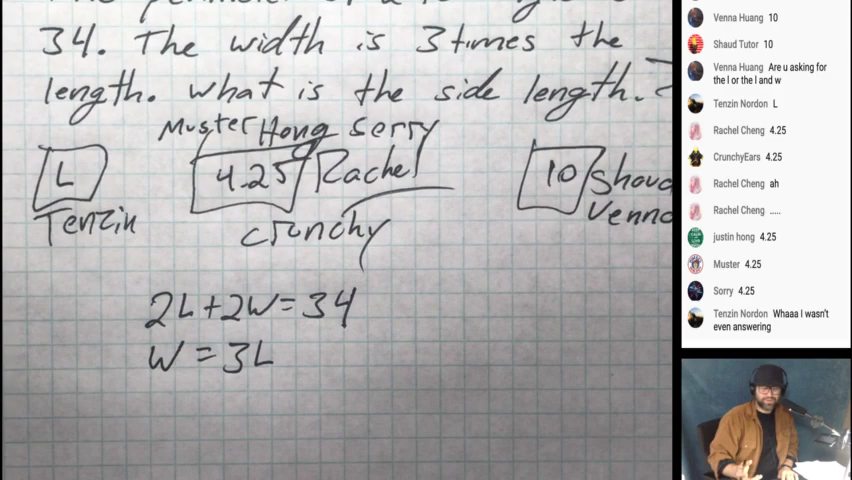 34. The width is 3 times the
length. What is the side length.
Muster Hong Serry
L
4.25
Rachel
10
Tenzin
Crunchy
2L+2W=34
W=3L
Venna Huang 10
Shaud Tutor 10
Venna Huang Are u asking for
the l or the l and w
Tenzin Nordon L
Rachel Cheng 4.25
CrunchyEars 4.25
Rachel Cheng ah
Rachel Cheng .....
justin hong 4.25
Muster 4.25
Sorry 4.25
Tenzin Nordon Whaaa I wasn't
even answering